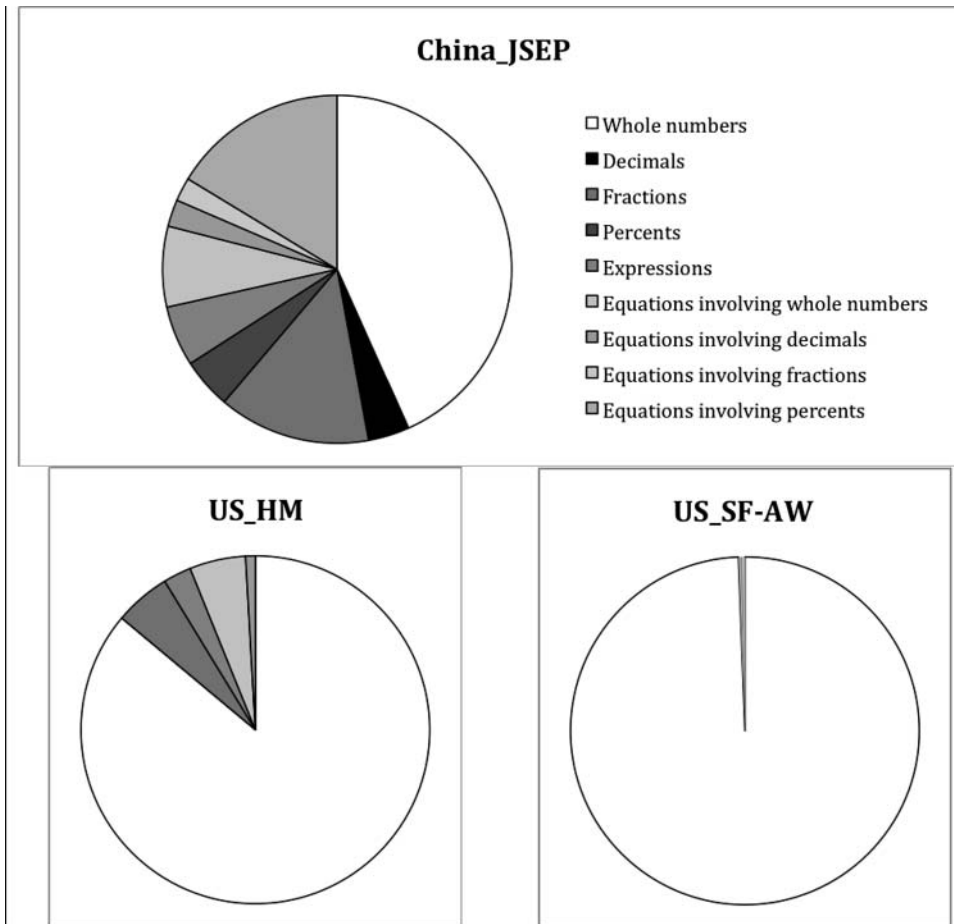 China_JSEP
Whole numbers
Decimals
Fractions
Percents
Expressions
Equations involving whole numbers
Equations involving decimals
Equations involving fractions
Equations involving percents
US_HM
US_SF-AW